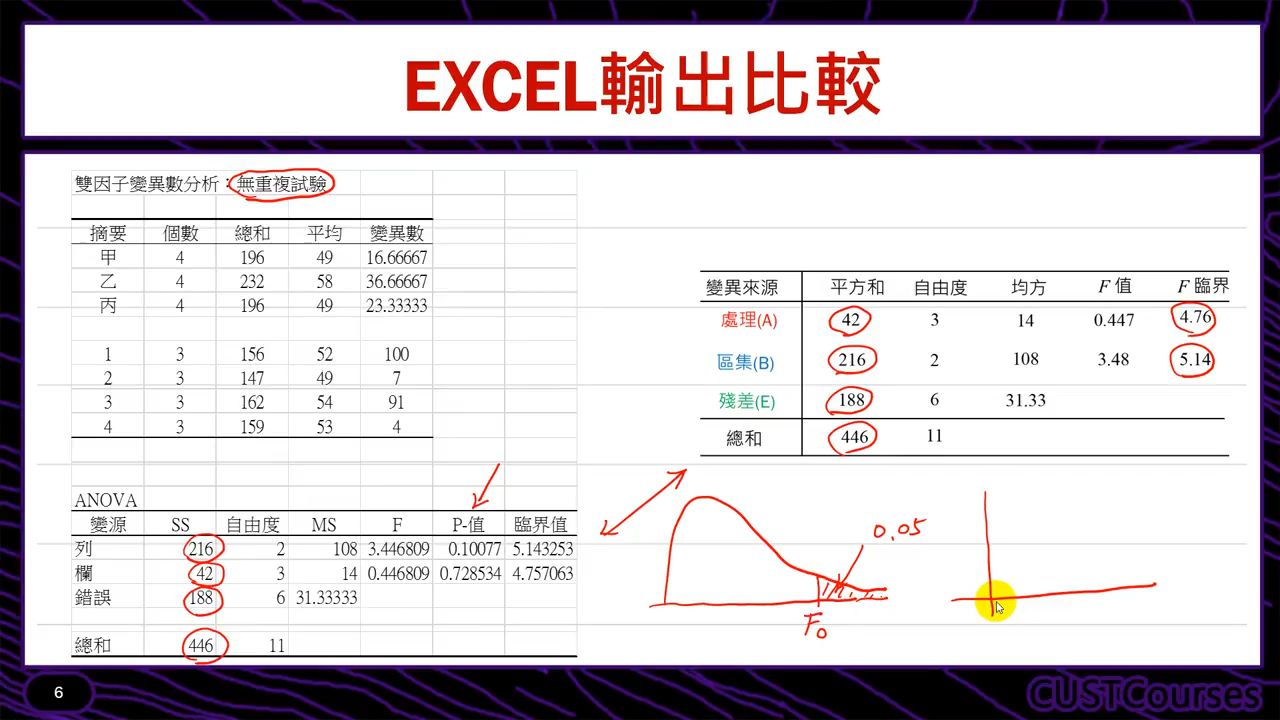 EXCEL輸出比較
雙因子變異數分析：無重複試驗
摘要 個數 總和 平均 變異數
甲 4 196 49 16.66667
乙 4 232 58 36.66667
丙 4 196 49 23.33333
1 3 156 52 100
2 3 147 49 7
3 3 162 54 91
4 3 159 53 4
ANOVA
變源 SS 自由度 MS F P-值 臨界值
列 216 2 108 3.446809 0.10077 5.143253
欄 42 3 14 0.446809 0.728534 4.757063
錯誤 188 6 31.33333
總和 446 11
變異來源 平方和 自由度 均方 F 值 F 臨界
處理(A) 42 3 14 0.447 4.76
區集(B) 216 2 108 3.48 5.14
殘差(E) 188 6 31.33
總和 446 11
0.05
F0
6
CUSTCourses